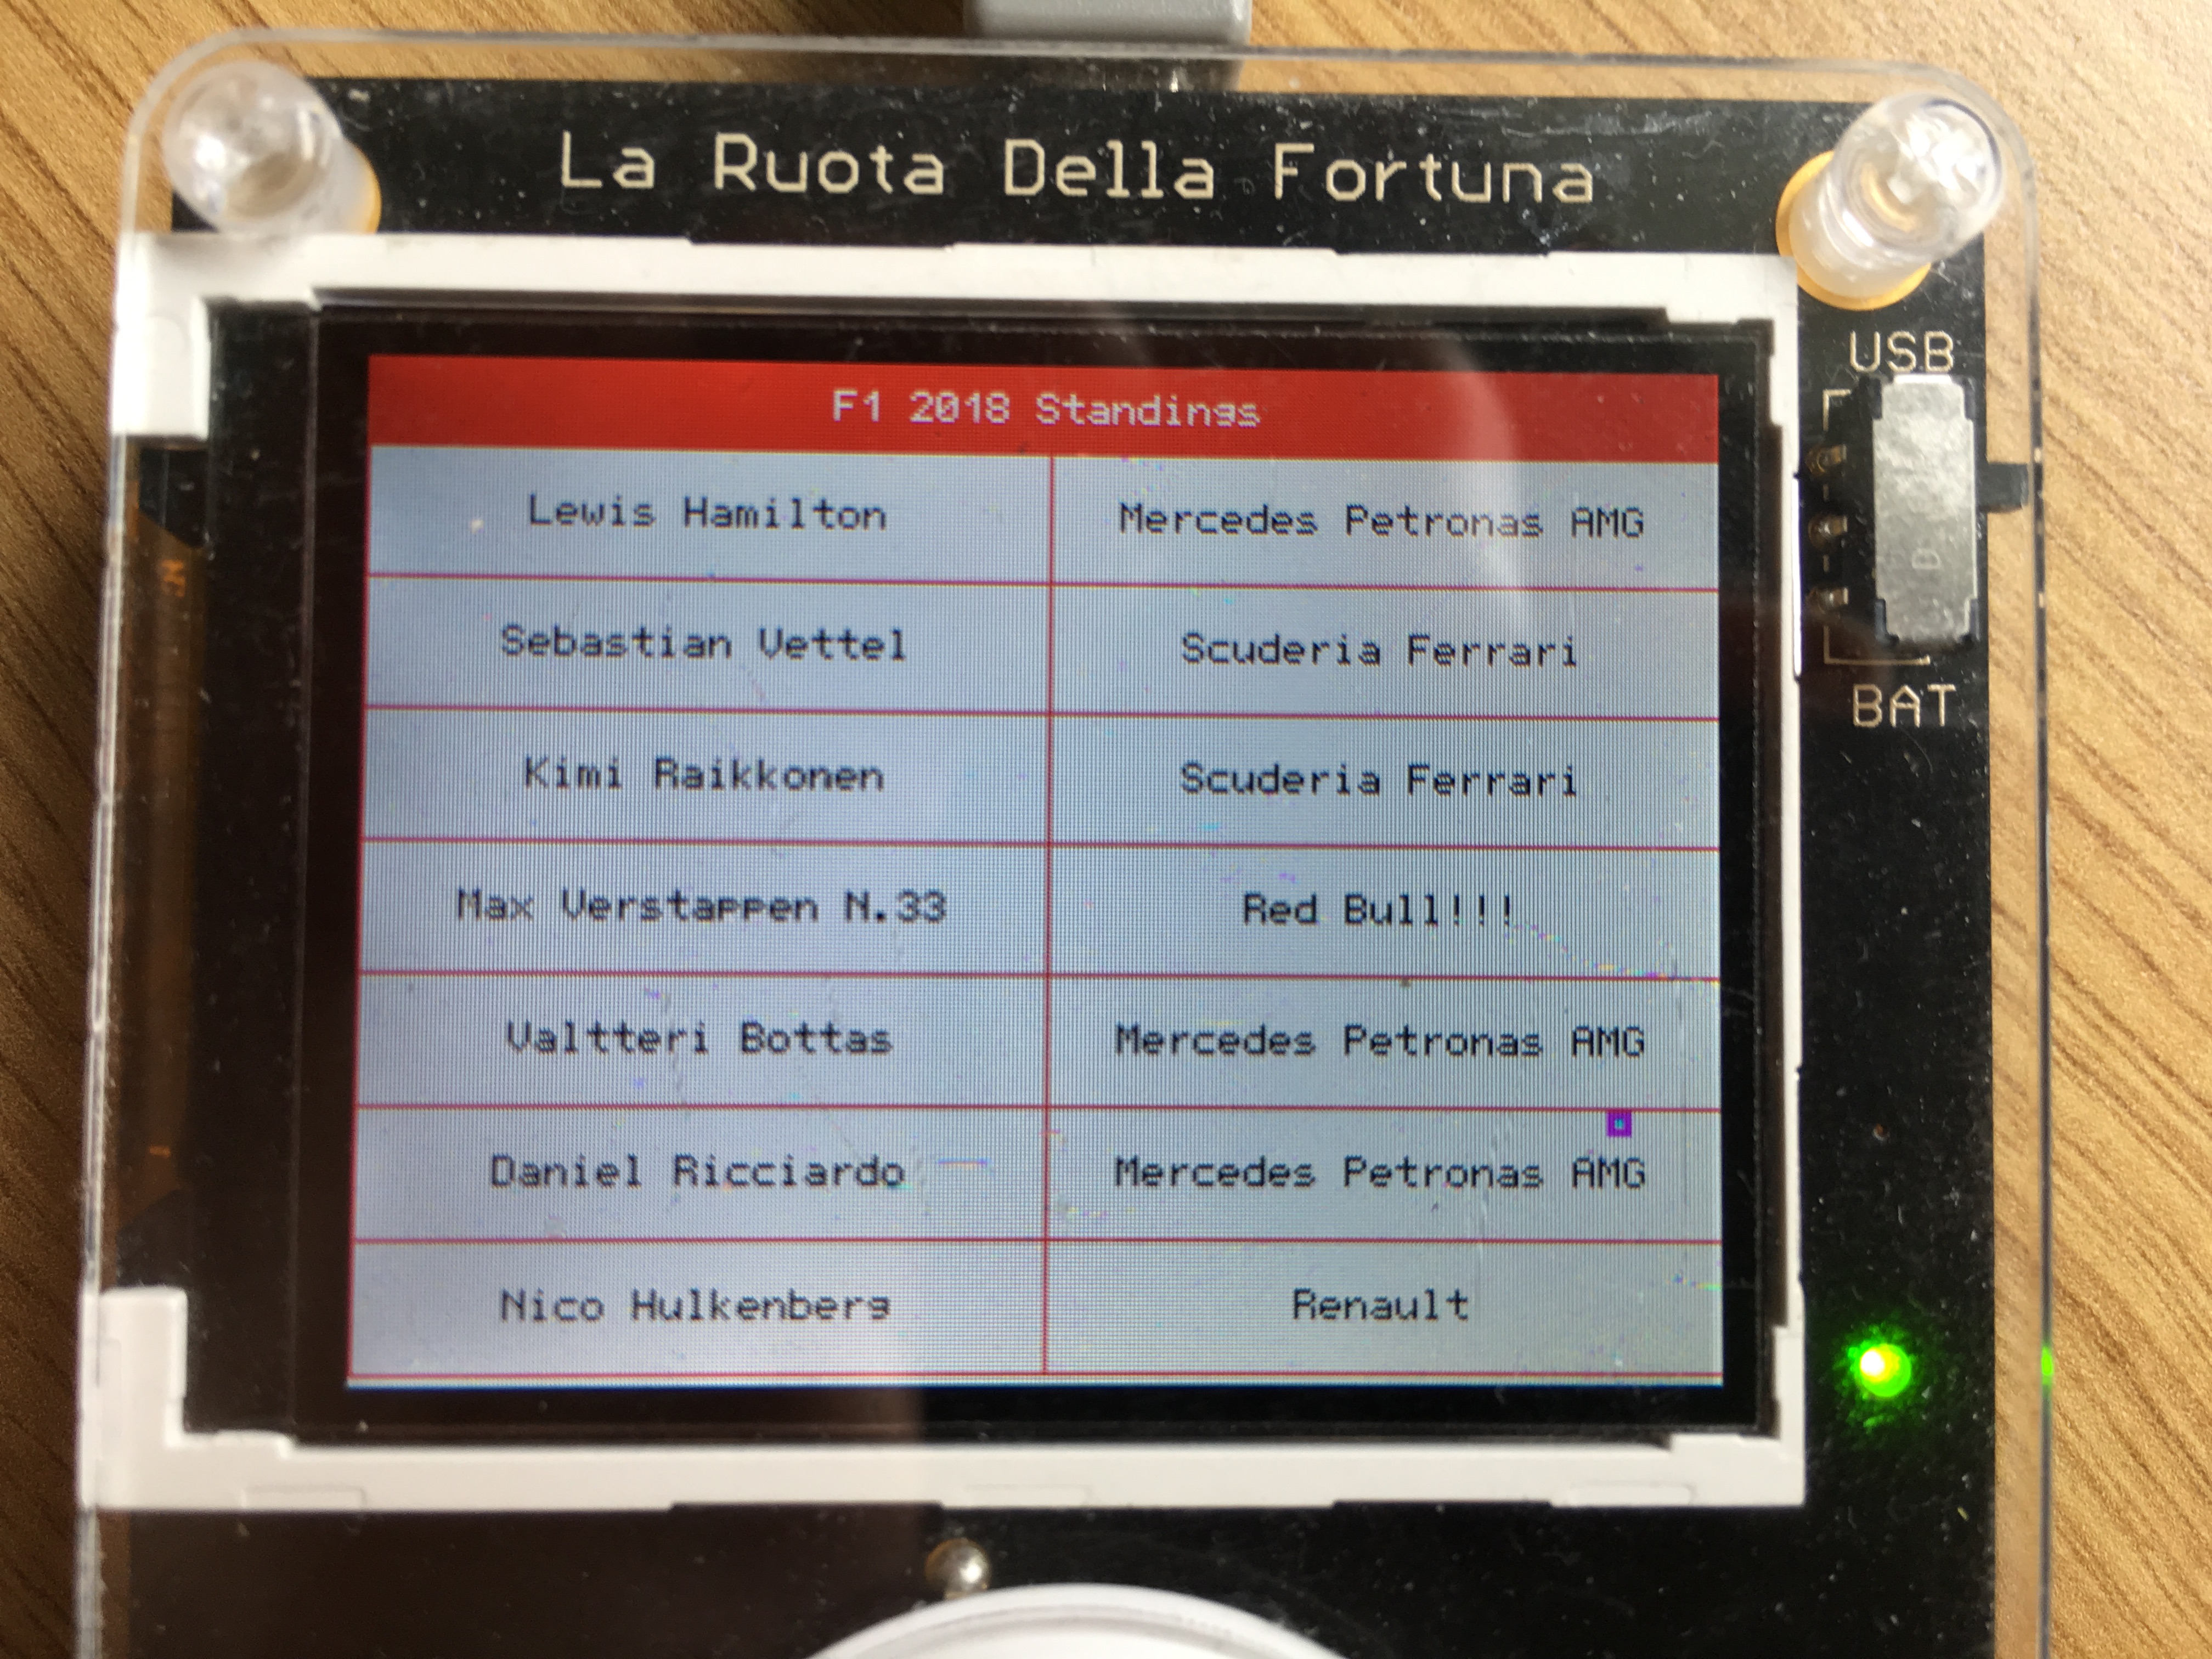 La Ruota Della Fortuna
USB
BAT
F1 2018 Standings
Lewis Hamilton Mercedes Petronas AMG
Sebastian Vettel Scuderia Ferrari
Kimi Raikkonen Scuderia Ferrari
Max Verstappen N.33 Red Bull!!!
Valtteri Bottas Mercedes Petronas AMG
Daniel Ricciardo Mercedes Petronas AMG
Nico Hulkenberg Renault